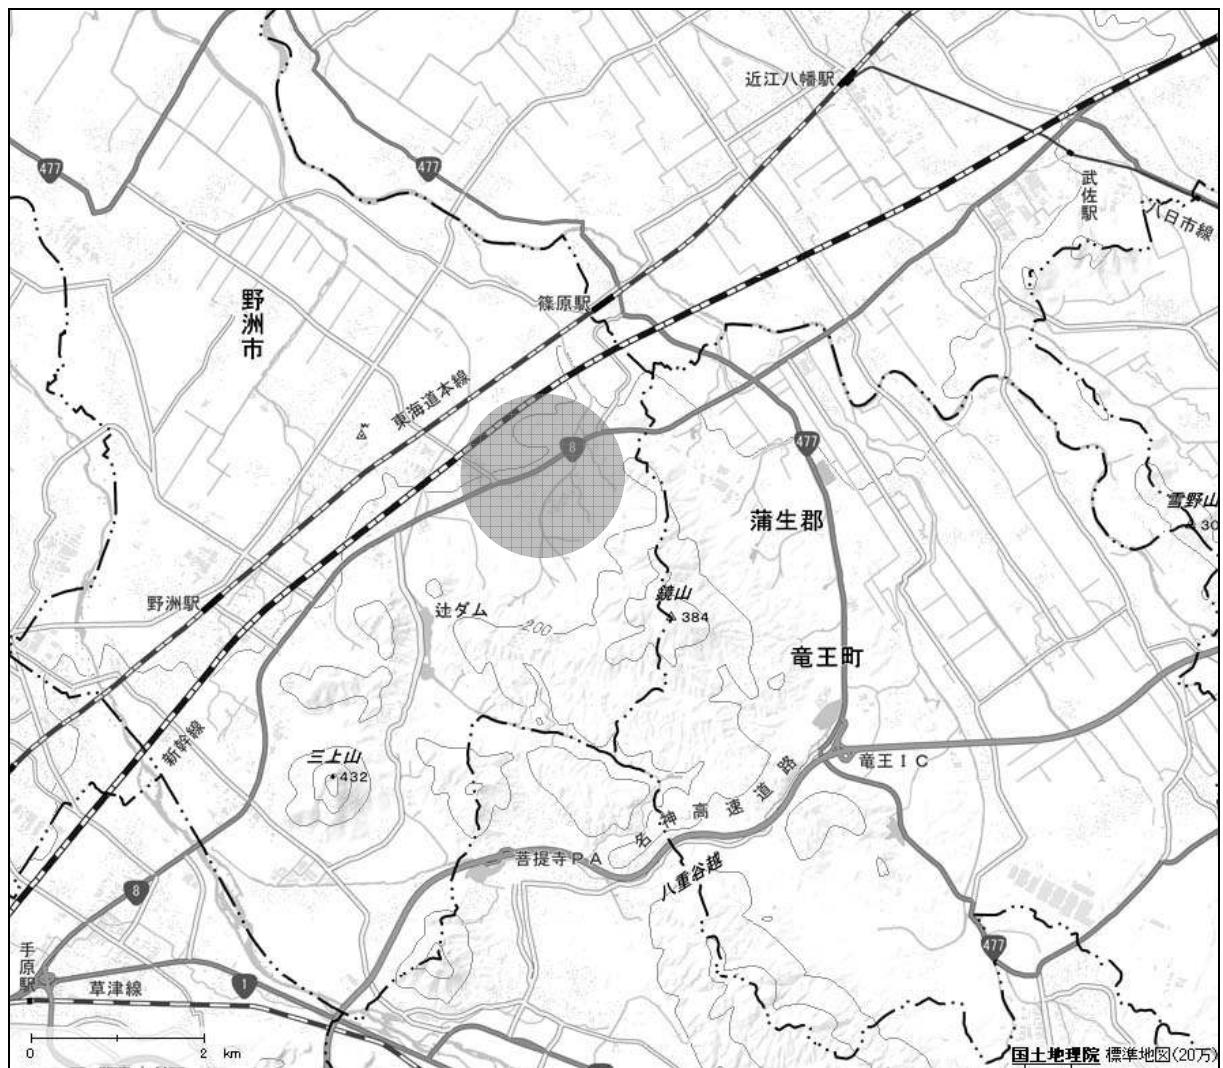 近江八幡駅
477
477
武佐駅
八日市線
野洲市
篠原駅
東海道本線
8
477
蒲生郡
雪野山
30
野洲駅
辻ダム
200
鏡山
384
竜王町
新幹線
三上山
432
竜王IC
名神高速道路
菩提寺PA
八重谷越
8
手原駅
477
1
草津線
0 2 km
国土地理院 標準地図(20万)